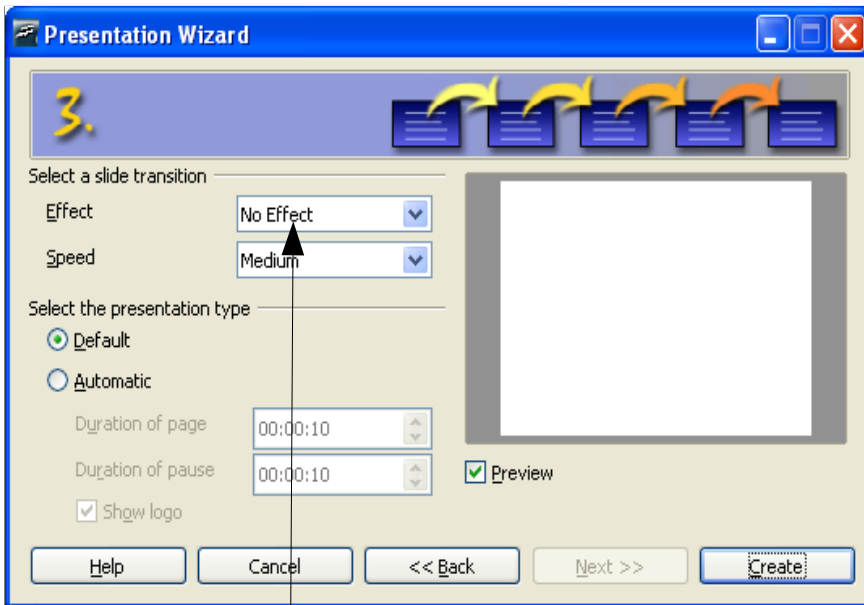 Presentation Wizard
3.
Select a slide transition
Effect No Effect
Speed Medium
Select the presentation type
Default
Automatic
Duration of page 00:00:10
Duration of pause 00:00:10
Preview
Show logo
Help Cancel << Back Next >> Create